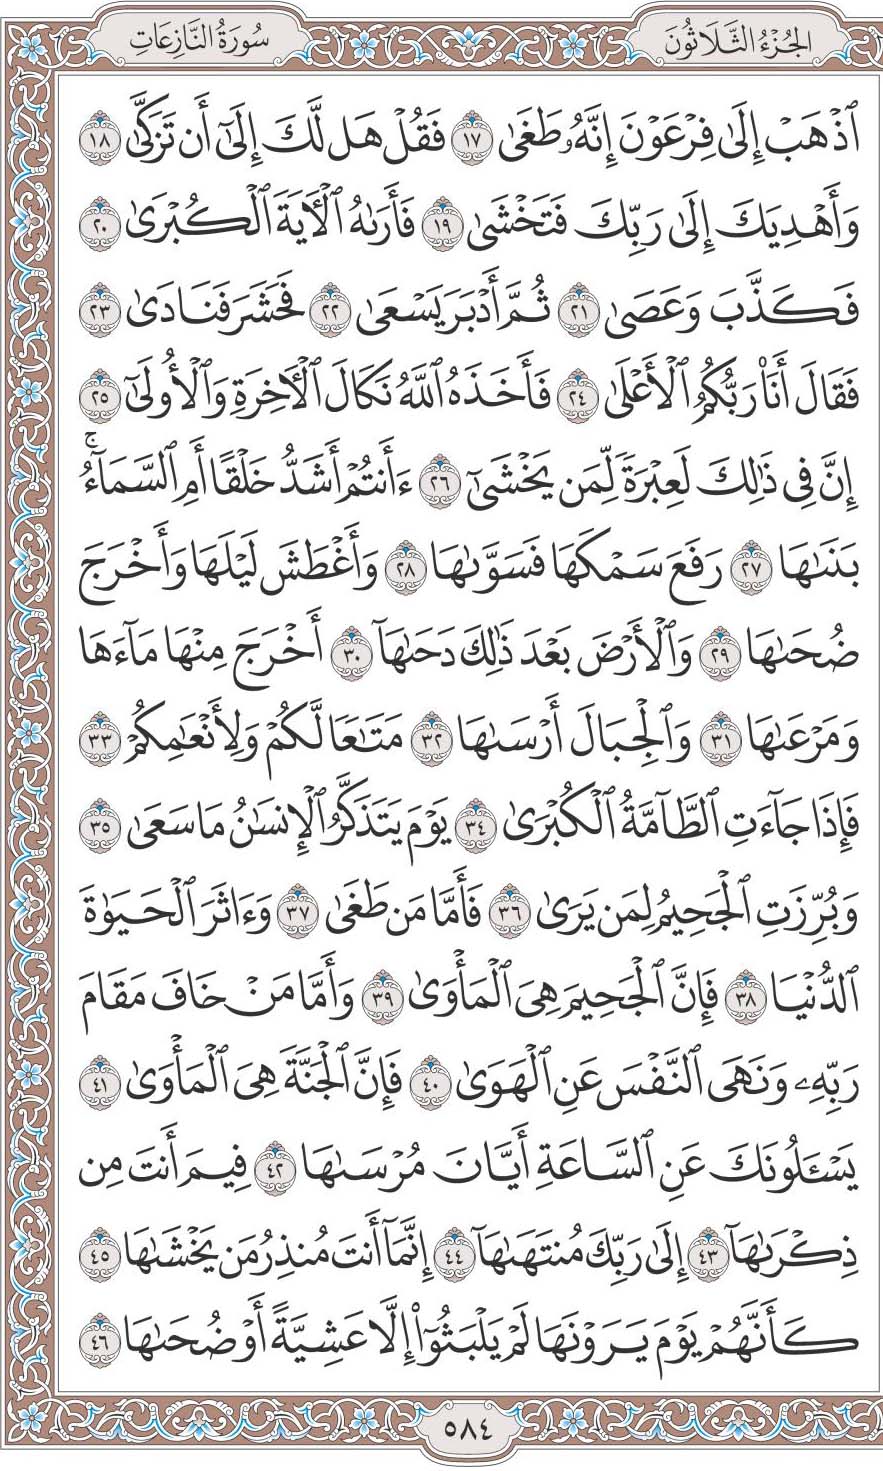 الجُزْءُ الثَّلَاثُونَ
سُورَةُ النَّازِعَاتِ
ٱذۡهَبۡ إِلَىٰ فِرۡعَوۡنَ إِنَّهُۥ طَغَىٰ ١٧ فَقُلۡ هَل لَّكَ إِلَىٰٓ أَن تَزَكَّىٰ ١٨
وَأَهۡدِيَكَ إِلَىٰ رَبِّكَ فَتَخۡشَىٰ ١٩ فَأَرَىٰهُ ٱلۡأٓيَةَ ٱلۡكُبۡرَىٰ ٢٠
فَكَذَّبَ وَعَصَىٰ ٢١ ثُمَّ أَدۡبَرَ يَسۡعَىٰ ٢٢ فَحَشَرَ فَنَادَىٰ ٢٣
فَقَالَ أَنَا۠ رَبُّكُمُ ٱلۡأَعۡلَىٰ ٢٤ فَأَخَذَهُ ٱللَّهُ نَكَالَ ٱلۡأٓخِرَةِ وَٱلۡأُولَىٰٓ ٢٥
إِنَّ فِي ذَٰلِكَ لَعِبۡرَةٗ لِّمَن يَخۡشَىٰٓ ٢٦ ءَأَنتُمۡ أَشَدُّ خَلۡقًا أَمِ ٱلسَّمَآءُۚ
بَنَىٰهَا ٢٧ رَفَعَ سَمۡكَهَا فَسَوَّىٰهَا ٢٨ وَأَغۡطَشَ لَيۡلَهَا وَأَخۡرَجَ
ضُحَىٰهَا ٢٩ وَٱلۡأَرۡضَ بَعۡدَ ذَٰلِكَ دَحَىٰهَآ ٣٠ أَخۡرَجَ مِنۡهَا مَآءَهَا
وَمَرۡعَىٰهَا ٣١ وَٱلۡجِبَالَ أَرۡسَىٰهَا ٣٢ مَتَٰعٗا لَّكُمۡ وَلِأَنۡعَٰمِكُمۡ ٣٣
فَإِذَا جَآءَتِ ٱلطَّآمَّةُ ٱلۡكُبۡرَىٰ ٣٤ يَوۡمَ يَتَذَكَّرُ ٱلۡإِنسَٰنُ مَا سَعَىٰ ٣٥
وَبُرِّزَتِ ٱلۡجَحِيمُ لِمَن يَرَىٰ ٣٦ فَأَمَّا مَن طَغَىٰ ٣٧ وَءَاثَرَ ٱلۡحَيَوٰةَ
ٱلدُّنۡيَا ٣٨ فَإِنَّ ٱلۡجَحِيمَ هِيَ ٱلۡمَأۡوَىٰ ٣٩ وَأَمَّا مَنۡ خَافَ مَقَامَ
رَبِّهِۦ وَنَهَى ٱلنَّفۡسَ عَنِ ٱلۡهَوَىٰ ٤٠ فَإِنَّ ٱلۡجَنَّةَ هِيَ ٱلۡمَأۡوَىٰ ٤١
يَسۡـَٔلُونَكَ عَنِ ٱلسَّاعَةِ أَيَّانَ مُرۡسَىٰهَا ٤٢ فِيمَ أَنتَ مِن
ذِكۡرَىٰهَآ ٤٣ إِلَىٰ رَبِّكَ مُنتَهَىٰهَآ ٤٤ إِنَّمَآ أَنتَ مُنذِرُ مَن يَخۡشَىٰهَا ٤٥
كَأَنَّهُمۡ يَوۡمَ يَرَوۡنَهَا لَمۡ يَلۡبَثُوٓاْ إِلَّا عَشِيَّةً أَوۡ ضُحَىٰهَا ٤٦
٥٨٤